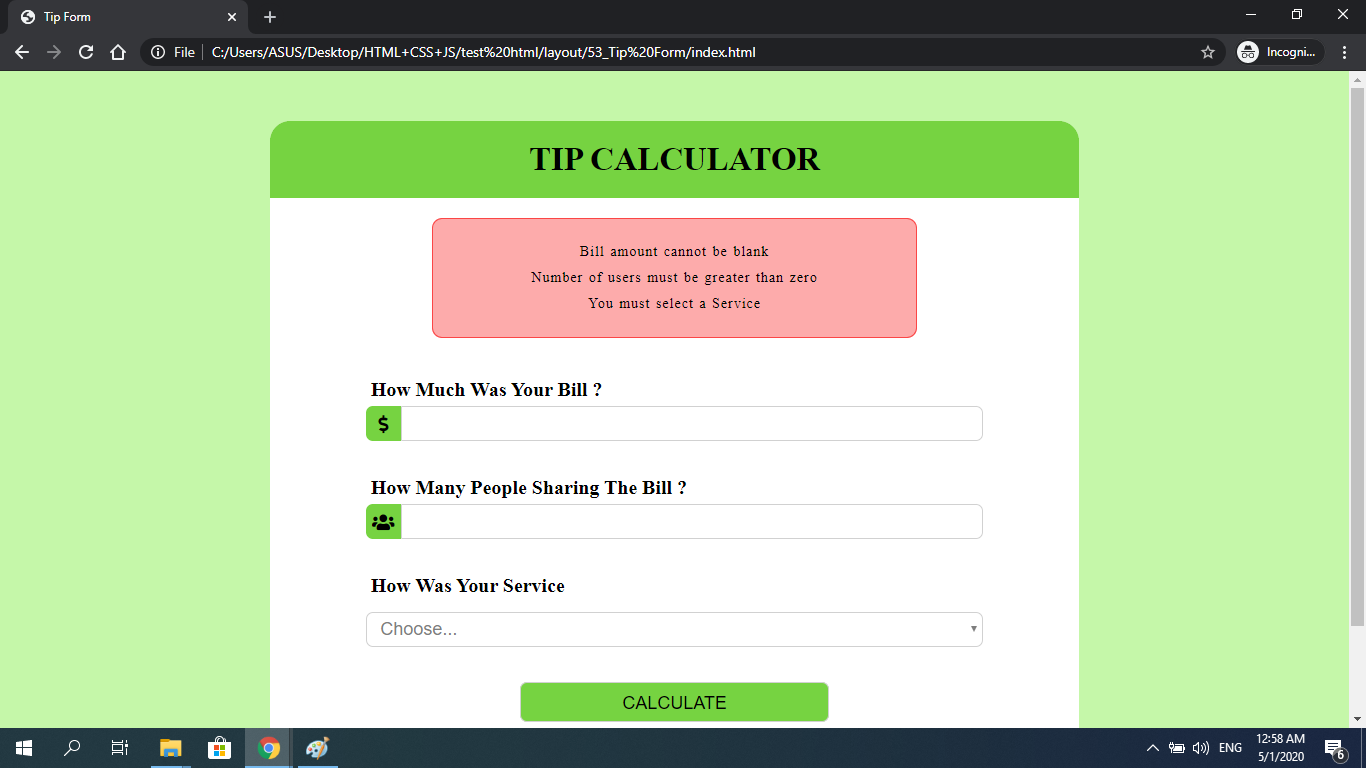 Tip Form
File
C:/Users/ASUS/Desktop/HTML+CSS+JS/test%20html/layout/53_Tip%20Form/index.html
Incogni...
TIP CALCULATOR
Bill amount cannot be blank
Number of users must be greater than zero
You must select a Service
How Much Was Your Bill ?
$
How Many People Sharing The Bill ?
How Was Your Service
Choose...
CALCULATE
ENG
12:58 AM
5/1/2020
6